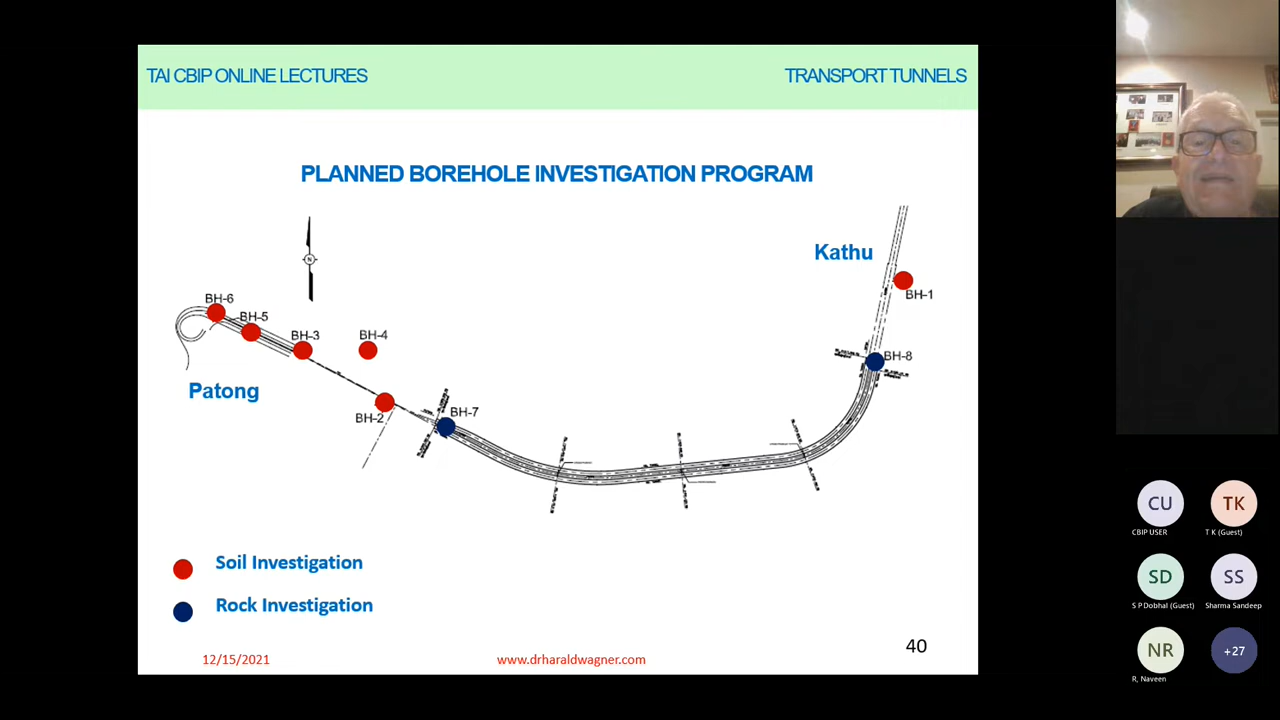 TAI CBIP ONLINE LECTURES
TRANSPORT TUNNELS
PLANNED BOREHOLE INVESTIGATION PROGRAM
Kathu
N
BH-1
BH-6
BH-5
BH-3
BH-4
BH-8
Patong
BH-2
BH-7
Soil Investigation
Rock Investigation
12/15/2021
www.drharaldwagner.com
40
CU
TK
CBIP USER
T K (Guest)
SD
SS
S P Dobhal (Guest)
Sharma Sandeep
NR
+27
R, Naveen